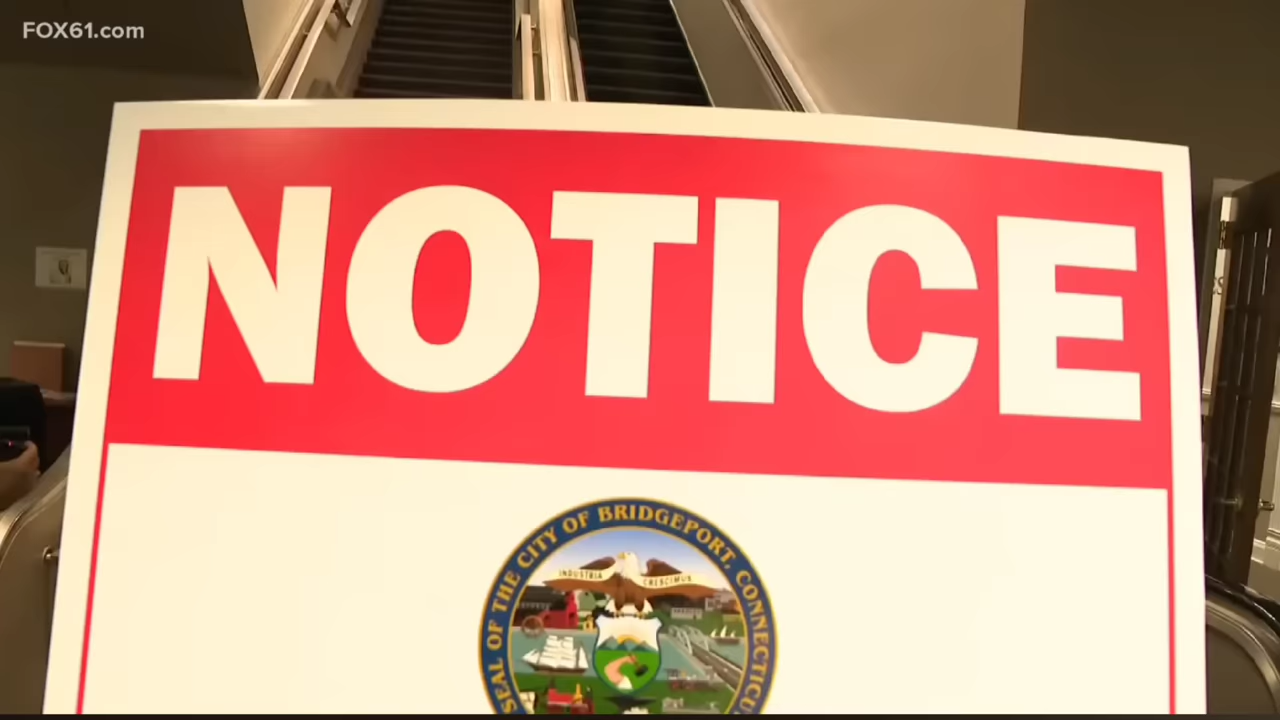 FOX61.com
NOTICE
SEAL OF THE CITY OF BRIDGEPORT, CONNECTICU
INDUSTRIA CRESCIMUS